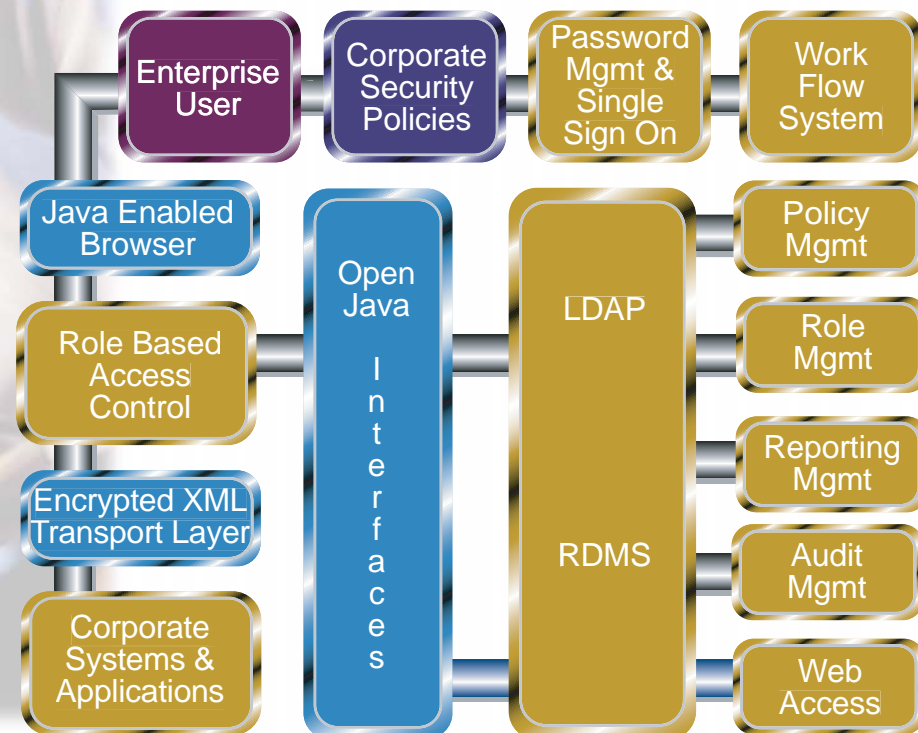 Enterprise
User
Corporate
Security
Policies
Password
Mgmt &
Single
Sign On
Work
Flow
System
Java Enabled
Browser
Role Based
Access
Control
Encrypted XML
Transport Layer
Corporate
Systems &
Applications
Open
Java
I
n
t
e
r
f
a
c
e
s
LDAP
RDMS
Policy
Mgmt
Role
Mgmt
Reporting
Mgmt
Audit
Mgmt
Web
Access